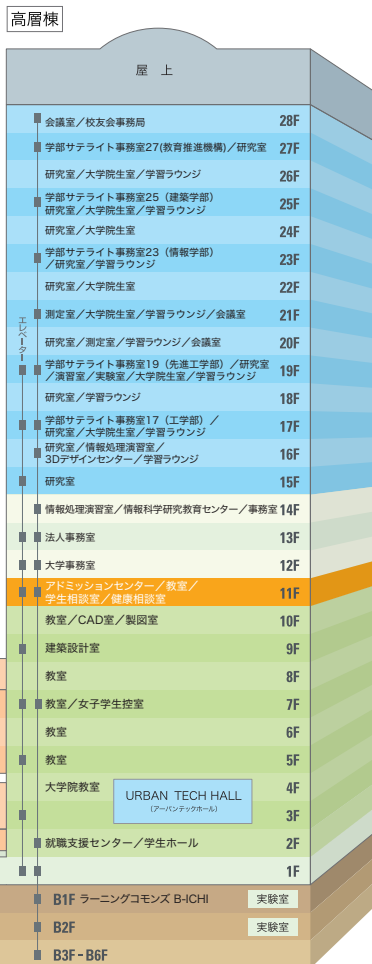 高層棟
屋 上
会議室／校友会事務局 28F
学部サテライト事務室27(教育推進機構)／研究室 27F
研究室／大学院生室／学習ラウンジ 26F
学部サテライト事務室25（建築学部）
研究室／大学院生室／学習ラウンジ 25F
研究室／大学院生室 24F
学部サテライト事務室23（情報学部）
／研究室／学習ラウンジ 23F
研究室／大学院生室 22F
測定室／大学院生室／学習ラウンジ／会議室 21F
研究室／測定室／学習ラウンジ／会議室 20F
エレベーター
学部サテライト事務室19（先進工学部）／研究室
／演習室／実験室／大学院生室／学習ラウンジ 19F
研究室／学習ラウンジ 18F
学部サテライト事務室17（工学部）／
研究室／大学院生室／学習ラウンジ 17F
研究室／情報処理演習室／
3Dデザインセンター／学習ラウンジ 16F
研究室 15F
情報処理演習室／情報科学研究教育センター／事務室 14F
法人事務室 13F
大学事務室 12F
アドミッションセンター／教室／
学生相談室／健康相談室 11F
教室／CAD室／製図室 10F
建築設計室 9F
教室 8F
教室／女子学生控室 7F
教室 6F
教室 5F
大学院教室 4F
URBAN TECH HALL
（アーバンテックホール）
3F
就職支援センター／学生ホール 2F
1F
B1F ラーニングコモンズ B-ICHI 実験室
B2F 実験室
B3F－B6F